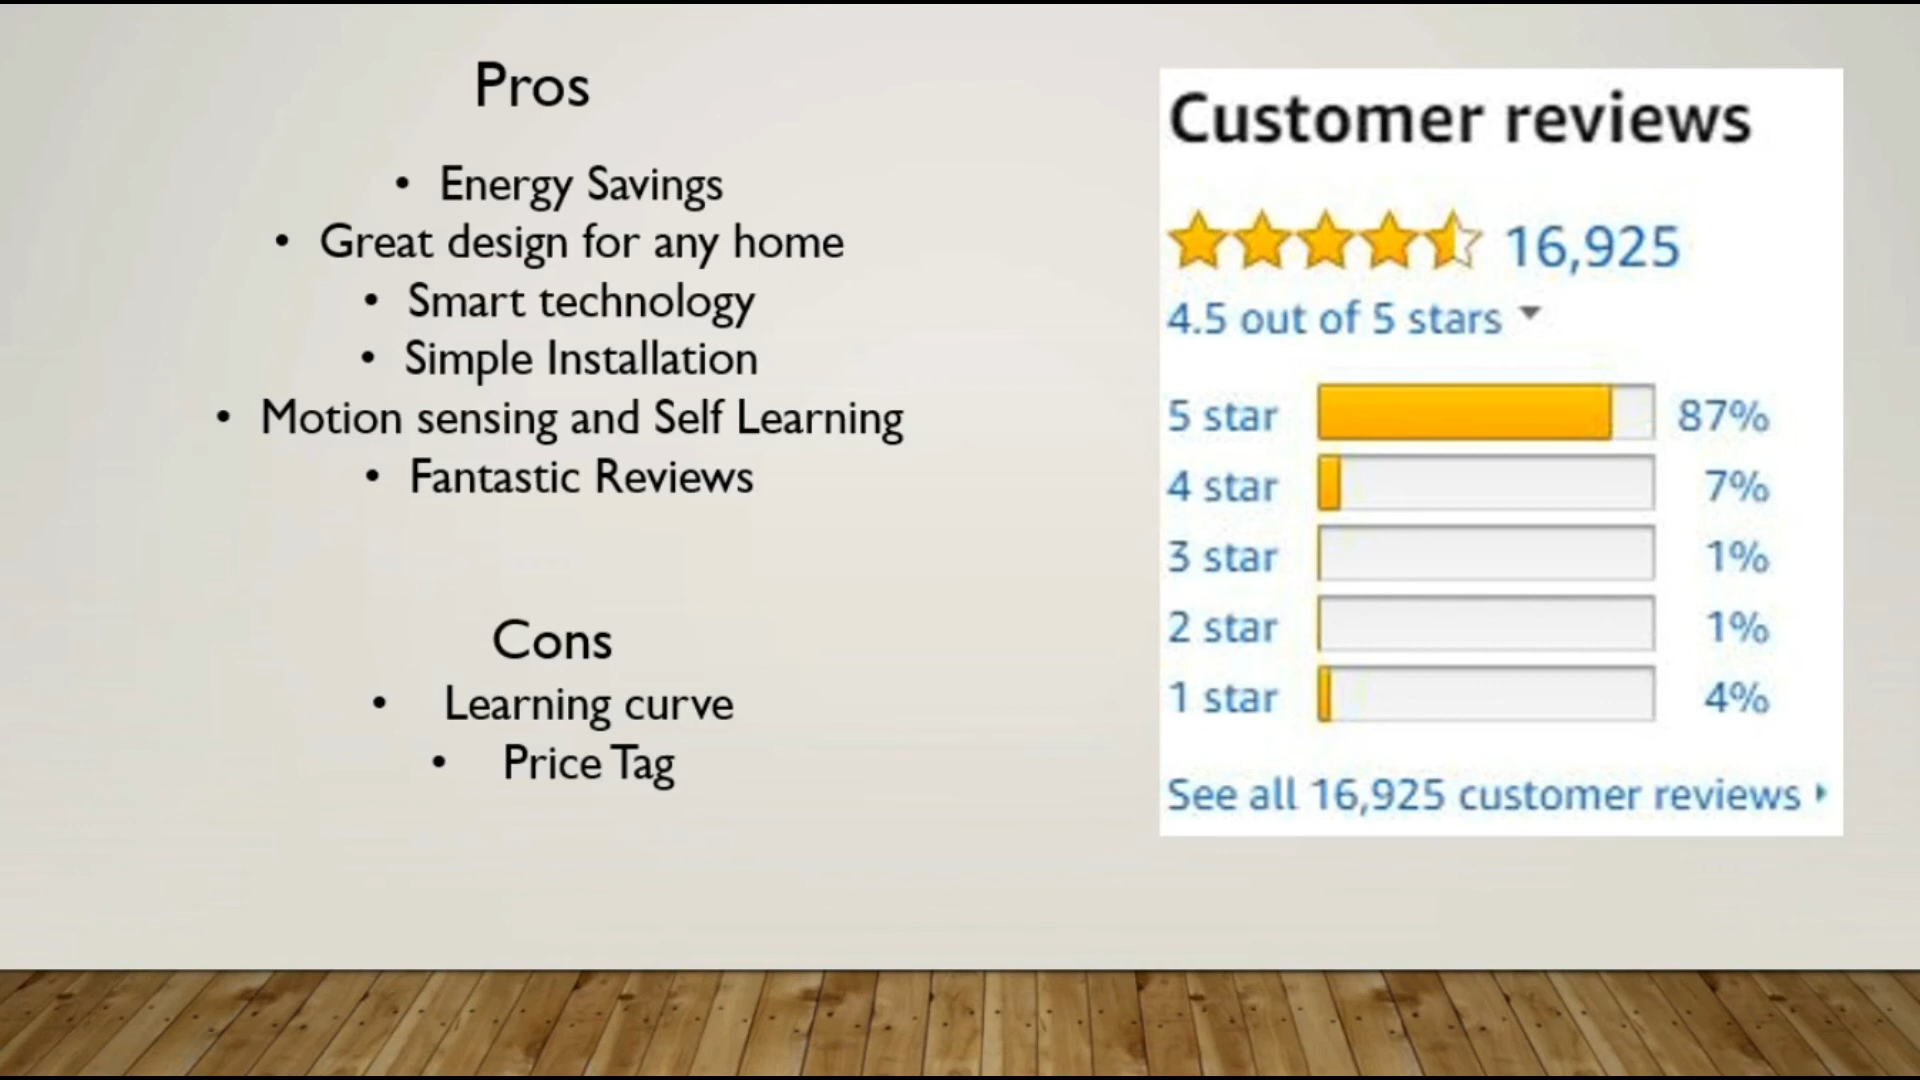 Pros
• Energy Savings
• Great design for any home
• Smart technology
• Simple Installation
• Motion sensing and Self Learning
• Fantastic Reviews
Cons
• Learning curve
• Price Tag
Customer reviews
16,925
4.5 out of 5 stars
5 star 87%
4 star 7%
3 star 1%
2 star 1%
1 star 4%
See all 16,925 customer reviews